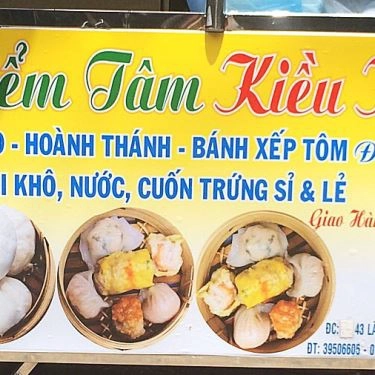 ểm Tâm Kiều
- HOÀNH THÁNH - BÁNH XẾP TÔM
KHÔ, NƯỚC, CUỐN TRỨNG SỈ & LẺ
Giao Hàn
ĐC: 43
ĐT: 39506605 - 0